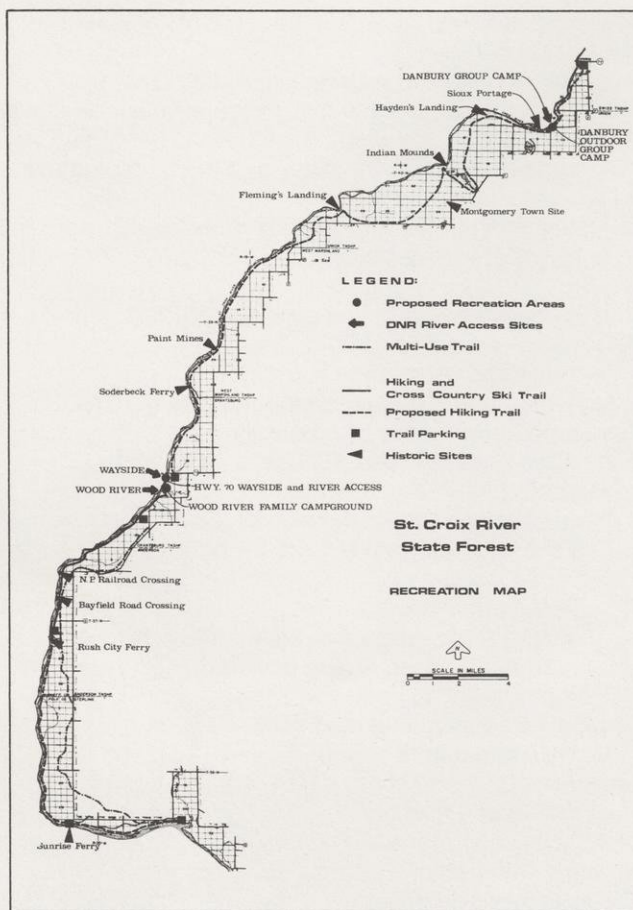 DANBURY GROUP CAMP
Sioux Portage
Hayden's Landing
DANBURY
OUTDOOR
GROUP
CAMP
Indian Mounds
Fleming's Landing
Montgomery Town Site
LEGEND:
Proposed Recreation Areas
DNR River Access Sites
Multi-Use Trail
Hiking and
Cross Country Ski Trail
Proposed Hiking Trail
Trail Parking
Historic Sites
Paint Mines
Soderbeck Ferry
WAYSIDE
HWY. 70 WAYSIDE and RIVER ACCESS
WOOD RIVER
WOOD RIVER FAMILY CAMPGROUND
St. Croix River
State Forest
RECREATION MAP
N.P. Railroad Crossing
Bayfield Road Crossing
Rush City Ferry
N
SCALE IN MILES
0 1 2 4
Sunrise Ferry